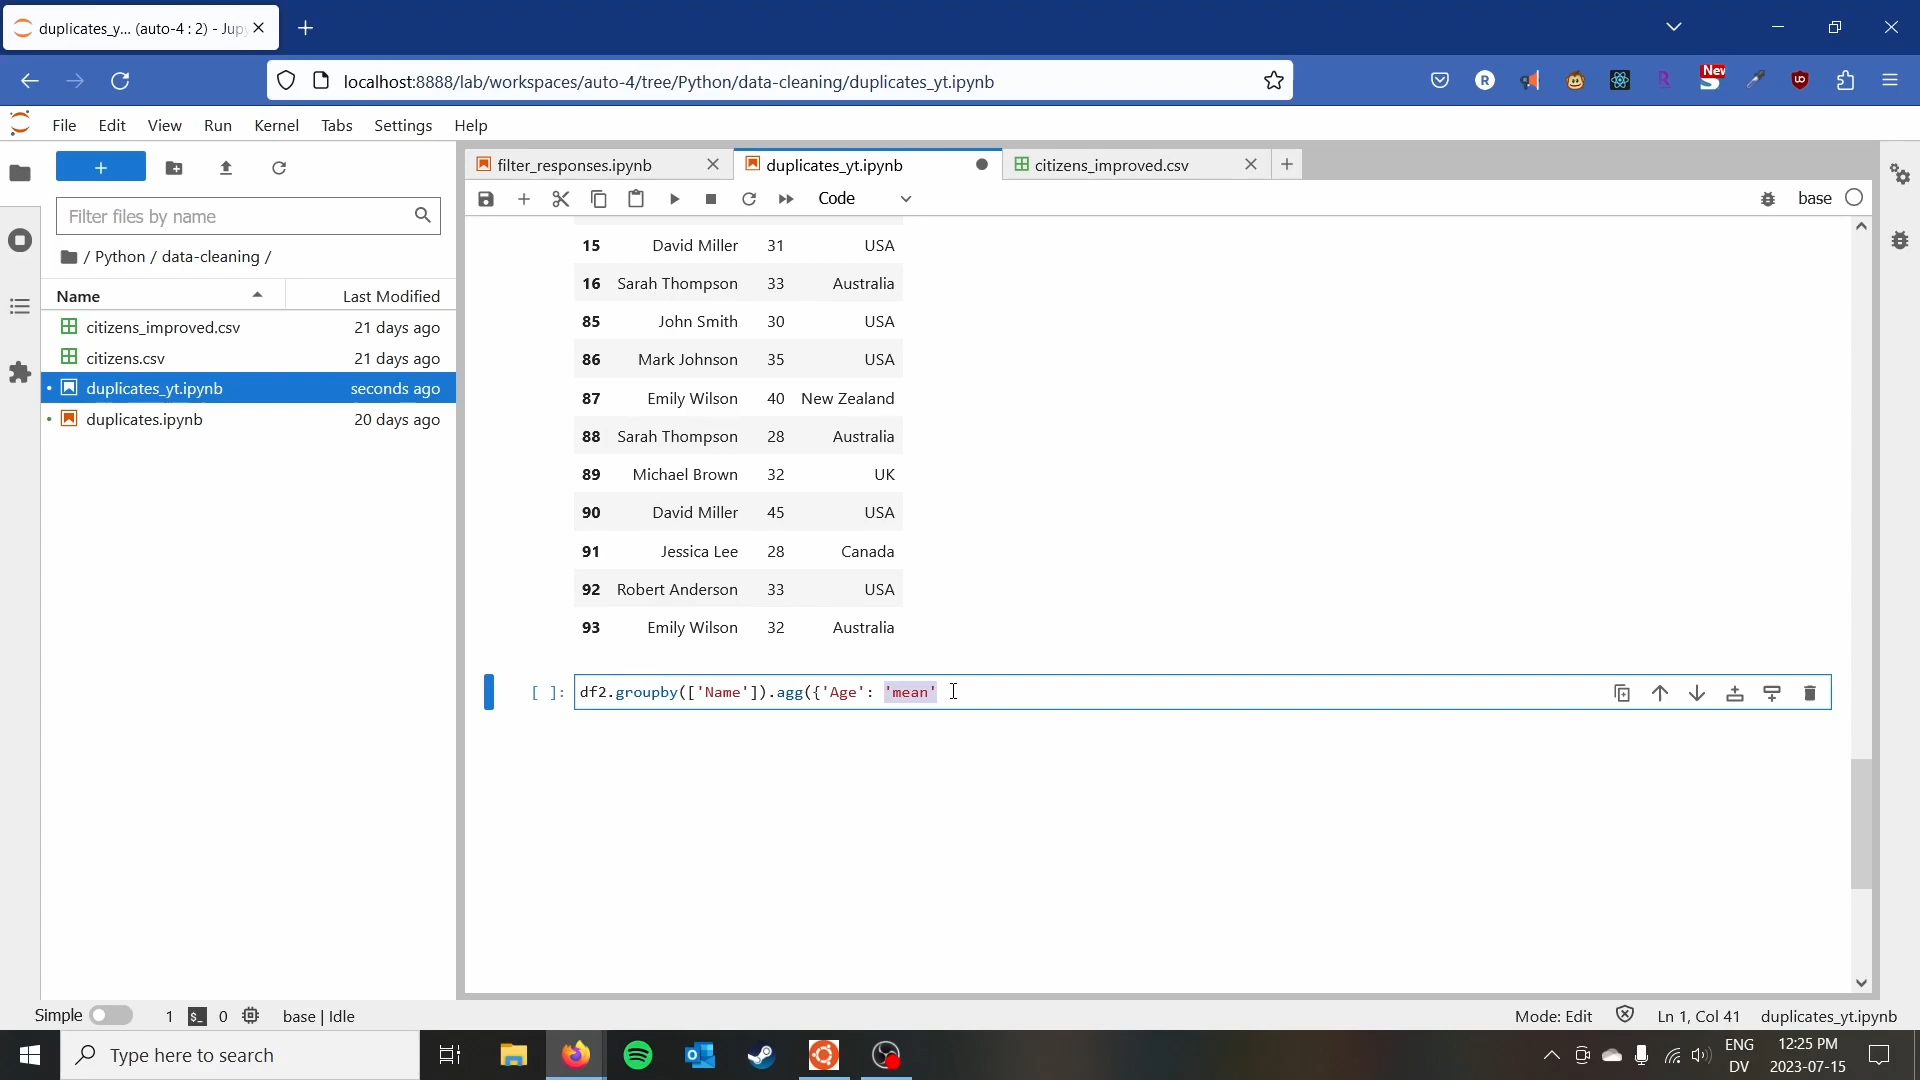 duplicates_y... (auto-4 : 2) - Jupy
localhost:8888/lab/workspaces/auto-4/tree/Python/data-cleaning/duplicates_yt.ipynb
New
File Edit View Run Kernel Tabs Settings Help
filter_responses.ipynb duplicates_yt.ipynb citizens_improved.csv
Code
base
Filter files by name
/ Python / data-cleaning /
Name Last Modified
citizens_improved.csv 21 days ago
citizens.csv 21 days ago
duplicates_yt.ipynb seconds ago
duplicates.ipynb 20 days ago
15 David Miller 31 USA
16 Sarah Thompson 33 Australia
85 John Smith 30 USA
86 Mark Johnson 35 USA
87 Emily Wilson 40 New Zealand
88 Sarah Thompson 28 Australia
89 Michael Brown 32 UK
90 David Miller 45 USA
91 Jessica Lee 28 Canada
92 Robert Anderson 33 USA
93 Emily Wilson 32 Australia
[ ]: df2.groupby(['Name']).agg({'Age': 'mean'
Simple 1 0 base | Idle Mode: Edit Ln 1, Col 41 duplicates_yt.ipynb
Type here to search
ENG
DV
12:25 PM
2023-07-15